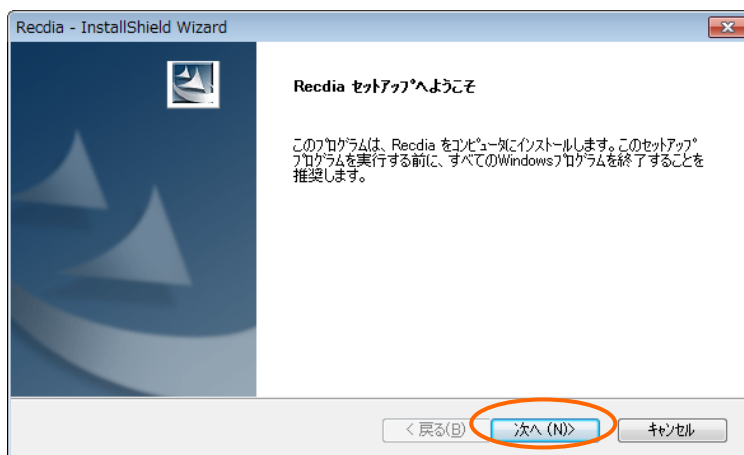 Recdia - InstallShield Wizard
Recdia ｾｯﾄｱｯﾌﾟへようこそ
このﾌﾟﾛｸﾞﾗﾑは、Recdia をｺﾝﾋﾟｭｰﾀにｲﾝｽﾄｰﾙします。このｾｯﾄｱｯﾌﾟ
ﾌﾟﾛｸﾞﾗﾑを実行する前に、すべてのWindowsﾌﾟﾛｸﾞﾗﾑを終了することを
推奨します。
< 戻る(B)
次へ (N)>
ｷｬﾝｾﾙ